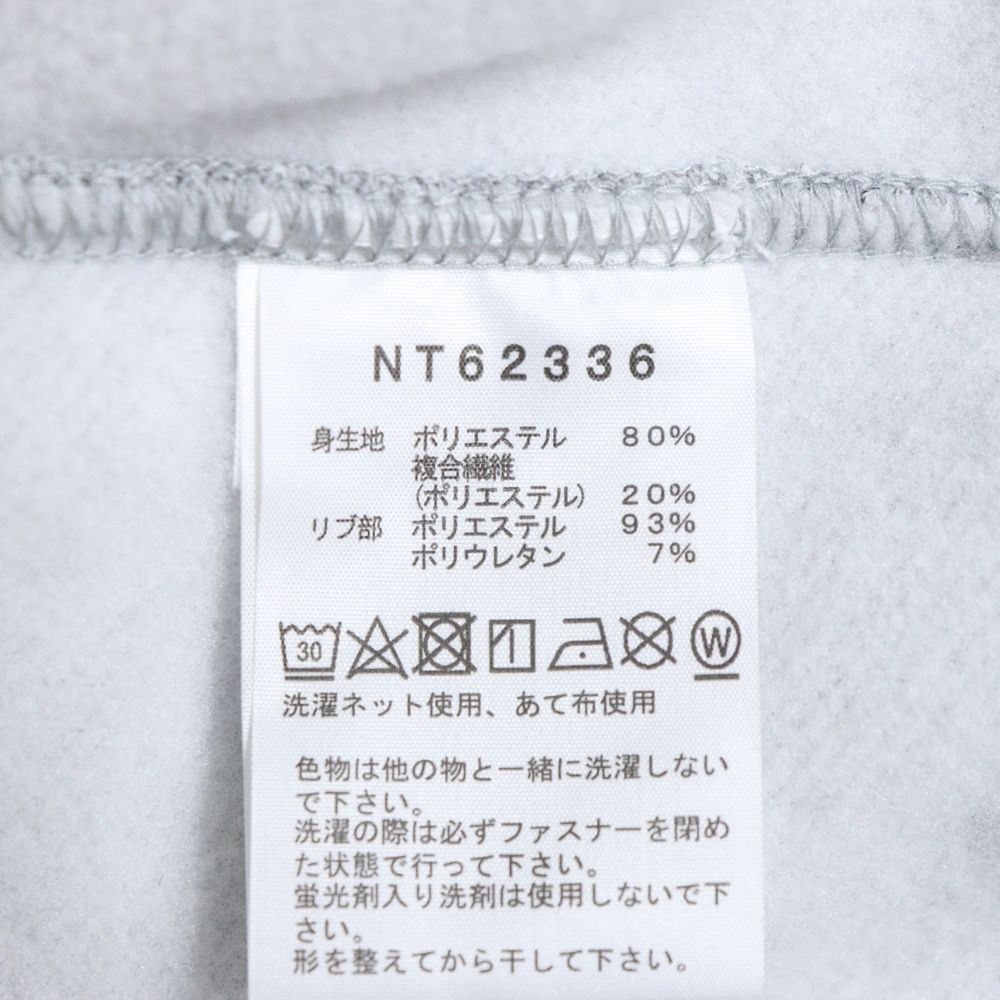 NT62336
身生地 ポリエステル 80%
複合繊維
(ポリエステル) 20%
リブ部 ポリエステル 93%
ポリウレタン 7%
30 W
洗濯ネット使用、あて布使用
色物は他の物と一緒に洗濯しない
で下さい。
洗濯の際は必ずファスナーを閉め
た状態で行って下さい。
蛍光剤入り洗剤は使用しないで下
さい。
形を整えてから干して下さい。